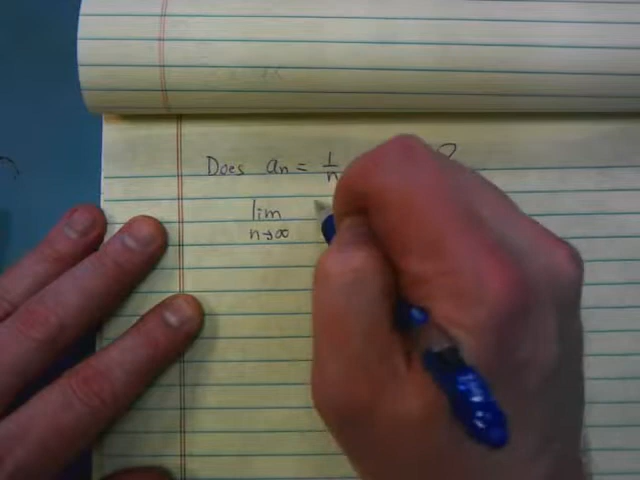 Does an = 1/n ?
lim
n→∞